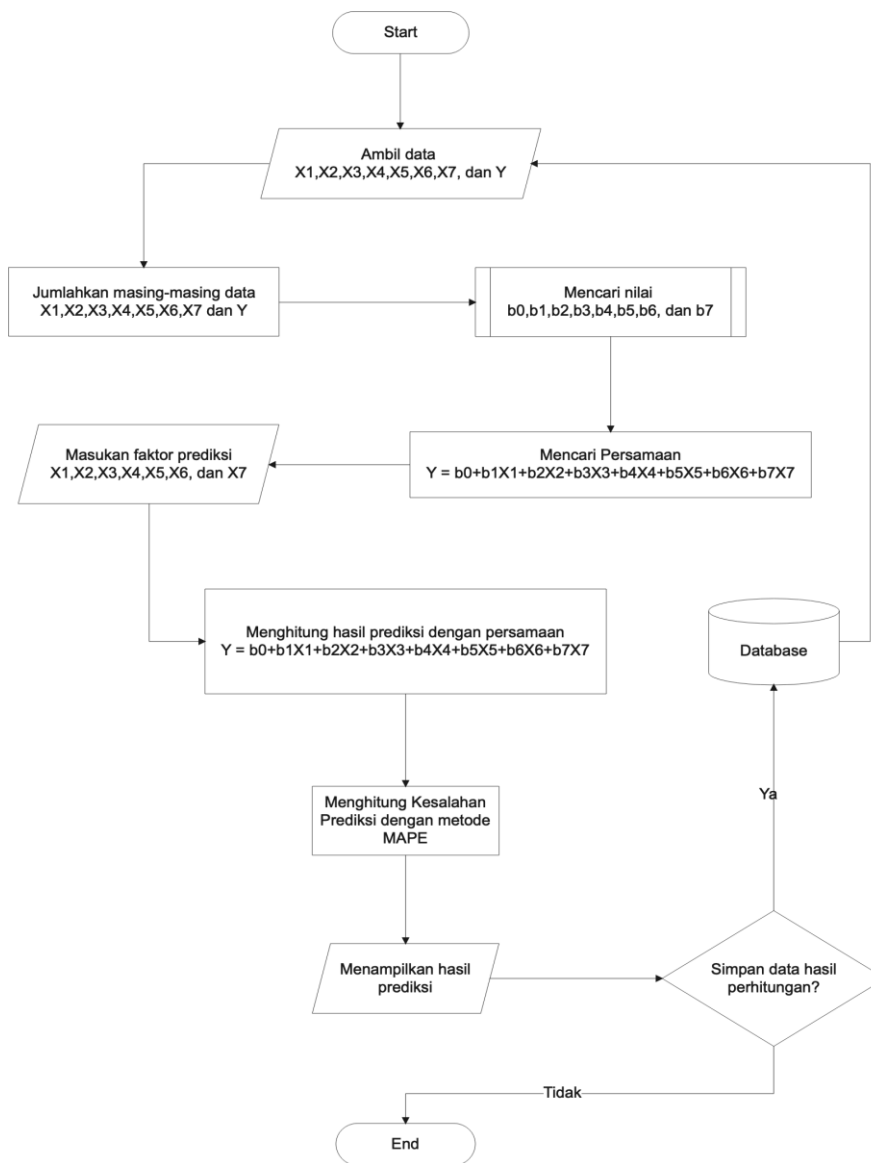 Start
Ambil data
X1,X2,X3,X4,X5,X6,X7, dan Y
Jumlahkan masing-masing data
X1,X2,X3,X4,X5,X6,X7 dan Y
Mencari nilai
b0,b1,b2,b3,b4,b5,b6, dan b7
Mencari Persamaan
Y = b0+b1X1+b2X2+b3X3+b4X4+b5X5+b6X6+b7X7
Masukan faktor prediksi
X1,X2,X3,X4,X5,X6, dan X7
Menghitung hasil prediksi dengan persamaan
Y = b0+b1X1+b2X2+b3X3+b4X4+b5X5+b6X6+b7X7
Database
Menghitung Kesalahan
Prediksi dengan metode
MAPE
Ya
Menampilkan hasil
prediksi
Simpan data hasil
perhitungan?
Tidak
End